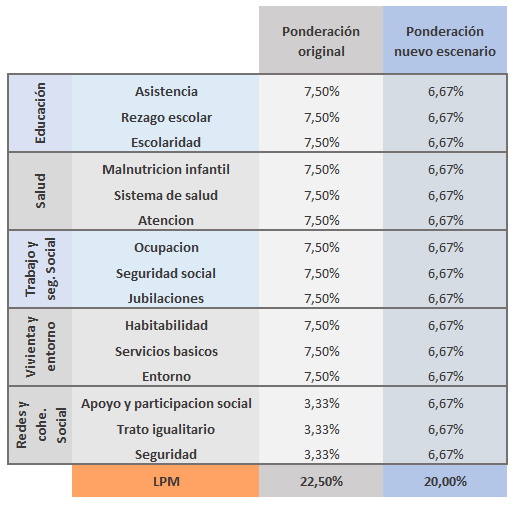 Ponderación original
Ponderación nuevo escenario
Educación
Asistencia 7,50% 6,67%
Rezago escolar 7,50% 6,67%
Escolaridad 7,50% 6,67%
Salud
Malnutricion infantil 7,50% 6,67%
Sistema de salud 7,50% 6,67%
Atencion 7,50% 6,67%
Trabajo y seg. Social
Ocupacion 7,50% 6,67%
Seguridad social 7,50% 6,67%
Jubilaciones 7,50% 6,67%
Vivienta y entorno
Habitabilidad 7,50% 6,67%
Servicios basicos 7,50% 6,67%
Entorno 7,50% 6,67%
Redes y cohe. Social
Apoyo y participacion social 3,33% 6,67%
Trato igualitario 3,33% 6,67%
Seguridad 3,33% 6,67%
LPM 22,50% 20,00%